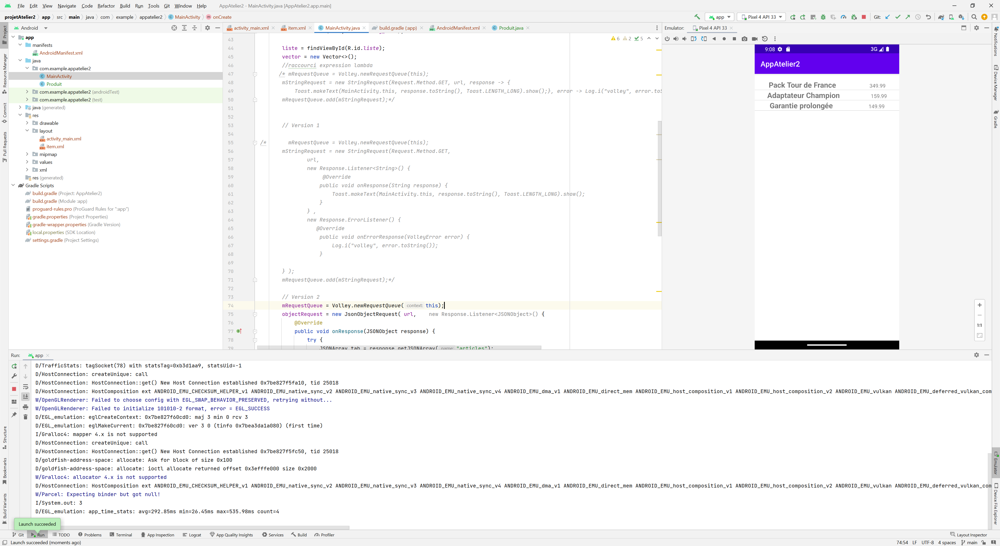 File Edit View Navigate Code Refactor Build Run Tools Git Window Help AppAtelier2 - MainActivity.java [AppAtelier2.app.main]
projetAtelier2 app src main java com example appatelier2 MainActivity onCreate
app Pixel 4 API 33 Git:
Android
activity_main.xml item.xml MainActivity.java build.gradle (:app) AndroidManifest.xml Produit.java
Emulator: Pixel 4 API 33
Project
Resource Manager
Commit
Pull Requests
Structure
Bookmarks
Build Variants
app
manifests
AndroidManifest.xml
java
com.example.appatelier2
MainActivity
Produit
com.example.appatelier2 (androidTest)
com.example.appatelier2 (test)
java (generated)
res
drawable
layout
activity_main.xml
item.xml
mipmap
values
xml
res (generated)
Gradle Scripts
build.gradle (Project: AppAtelier2)
build.gradle (Module :app)
proguard-rules.pro (ProGuard Rules for ":app")
gradle.properties (Project Properties)
gradle-wrapper.properties (Gradle Version)
local.properties (SDK Location)
settings.gradle (Project Settings)
6 2 5
43
44 liste = findViewById(R.id.liste);
45 vector = new Vector<>();
46 //raccourci expression lambda
47 /* mRequestQueue = Volley.newRequestQueue(this);
48 mStringRequest = new StringRequest(Request.Method.GET, url, response -> {
49 Toast.makeText(MainActivity.this, response.toString(), Toast.LENGTH_LONG).show();}, error -> Log.i("volley", error.toS
50 mRequestQueue.add(mStringRequest);*/
51
52
53 // Version 1
54
55 /* mRequestQueue = Volley.newRequestQueue(this);
56 mStringRequest = new StringRequest(Request.Method.GET,
57 url,
58 new Response.Listener<String>() {
59 @Override
60 public void onResponse(String response) {
61 Toast.makeText(MainActivity.this, response.toString(), Toast.LENGTH_LONG).show();
62 }
63 } ,
64 new Response.ErrorListener() {
65 @Override
66 public void onErrorResponse(VolleyError error) {
67 Log.i("volley", error.toString());
68 }
69
70 } );
71 mRequestQueue.add(mStringRequest);*/
72
73 // Version 2
74 mRequestQueue = Volley.newRequestQueue( context: this);
75 objectRequest = new JsonObjectRequest( url, new Response.Listener<JSONObject>() {
76 @Override
77 public void onResponse(JSONObject response) {
78 try {
79 JSONArray tab = response.getJSONArray( name: "articles");
9:08 3G
AppAtelier2
Pack Tour de France 349.99
Adaptateur Champion 159.99
Garantie prolongée 149.99
1:1
Notifications
Device Manager
Gradle
Emulator
Device File Explorer
Run: app
D/TrafficStats: tagSocket(78) with statsTag=0xb3d1aa9, statsUid=-1
D/HostConnection: createUnique: call
D/HostConnection: HostConnection::get() New Host Connection established 0x7be827f5fa10, tid 25018
D/HostConnection: HostComposition ext ANDROID_EMU_CHECKSUM_HELPER_v1 ANDROID_EMU_native_sync_v2 ANDROID_EMU_native_sync_v3 ANDROID_EMU_native_sync_v4 ANDROID_EMU_dma_v1 ANDROID_EMU_direct_mem ANDROID_EMU_host_composition_v1 ANDROID_EMU_host_composition_v2 ANDROID_EMU_vulkan ANDROID_EMU_deferred_vulkan_com
W/OpenGLRenderer: Failed to choose config with EGL_SWAP_BEHAVIOR_PRESERVED, retrying without...
W/OpenGLRenderer: Failed to initialize 101010-2 format, error = EGL_SUCCESS
D/EGL_emulation: eglCreateContext: 0x7be827f60cd0: maj 3 min 0 rcv 3
D/EGL_emulation: eglMakeCurrent: 0x7be827f60cd0: ver 3 0 (tinfo 0x7bea3da1a080) (first time)
I/Gralloc4: mapper 4.x is not supported
D/HostConnection: createUnique: call
D/HostConnection: HostConnection::get() New Host Connection established 0x7be827f5fc50, tid 25018
D/goldfish-address-space: allocate: Ask for block of size 0x100
D/goldfish-address-space: allocate: ioctl allocate returned offset 0x3efffe000 size 0x2000
W/Gralloc4: allocator 4.x is not supported
D/HostConnection: HostComposition ext ANDROID_EMU_CHECKSUM_HELPER_v1 ANDROID_EMU_native_sync_v2 ANDROID_EMU_native_sync_v3 ANDROID_EMU_native_sync_v4 ANDROID_EMU_dma_v1 ANDROID_EMU_direct_mem ANDROID_EMU_host_composition_v1 ANDROID_EMU_host_composition_v2 ANDROID_EMU_vulkan ANDROID_EMU_deferred_vulkan_com
W/Parcel: Expecting binder but got null!
I/System.out: 3
D/EGL_emulation: app_time_stats: avg=292.85ms min=26.45ms max=535.98ms count=4
Launch succeeded
Git Run TODO Problems Terminal App Inspection Logcat App Quality Insights Services Build Profiler Layout Inspector
Launch succeeded (moments ago) 74:54 LF UTF-8 4 spaces main